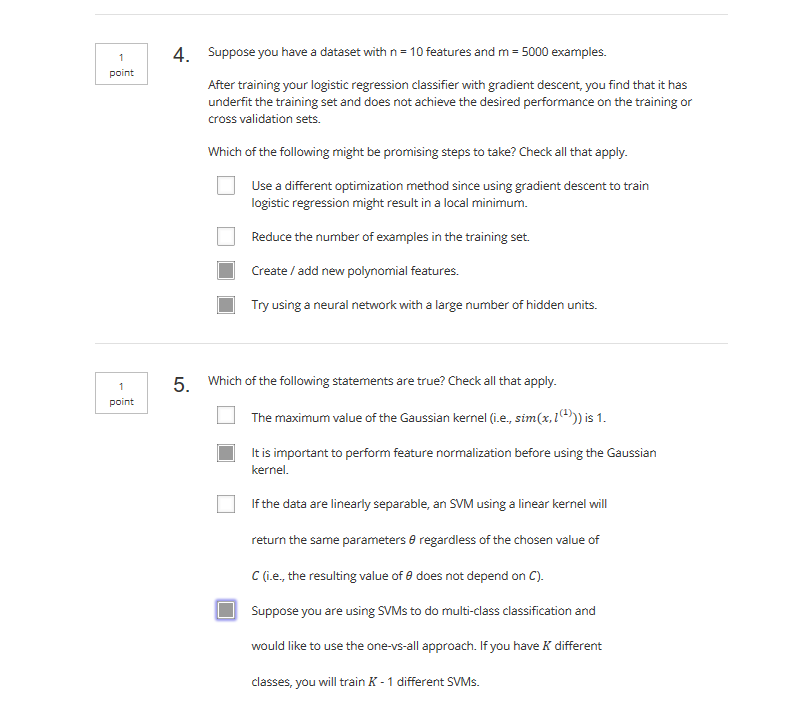 1
point
4.
Suppose you have a dataset with n = 10 features and m = 5000 examples.
After training your logistic regression classifier with gradient descent, you find that it has
underfit the training set and does not achieve the desired performance on the training or
cross validation sets.
Which of the following might be promising steps to take? Check all that apply.
Use a different optimization method since using gradient descent to train
logistic regression might result in a local minimum.
Reduce the number of examples in the training set.
Create / add new polynomial features.
Try using a neural network with a large number of hidden units.
1
point
5.
Which of the following statements are true? Check all that apply.
The maximum value of the Gaussian kernel (i.e., sim(x, l⁽¹⁾)) is 1.
It is important to perform feature normalization before using the Gaussian
kernel.
If the data are linearly separable, an SVM using a linear kernel will
return the same parameters θ regardless of the chosen value of
C (i.e., the resulting value of θ does not depend on C).
Suppose you are using SVMs to do multi-class classification and
would like to use the one-vs-all approach. If you have K different
classes, you will train K - 1 different SVMs.